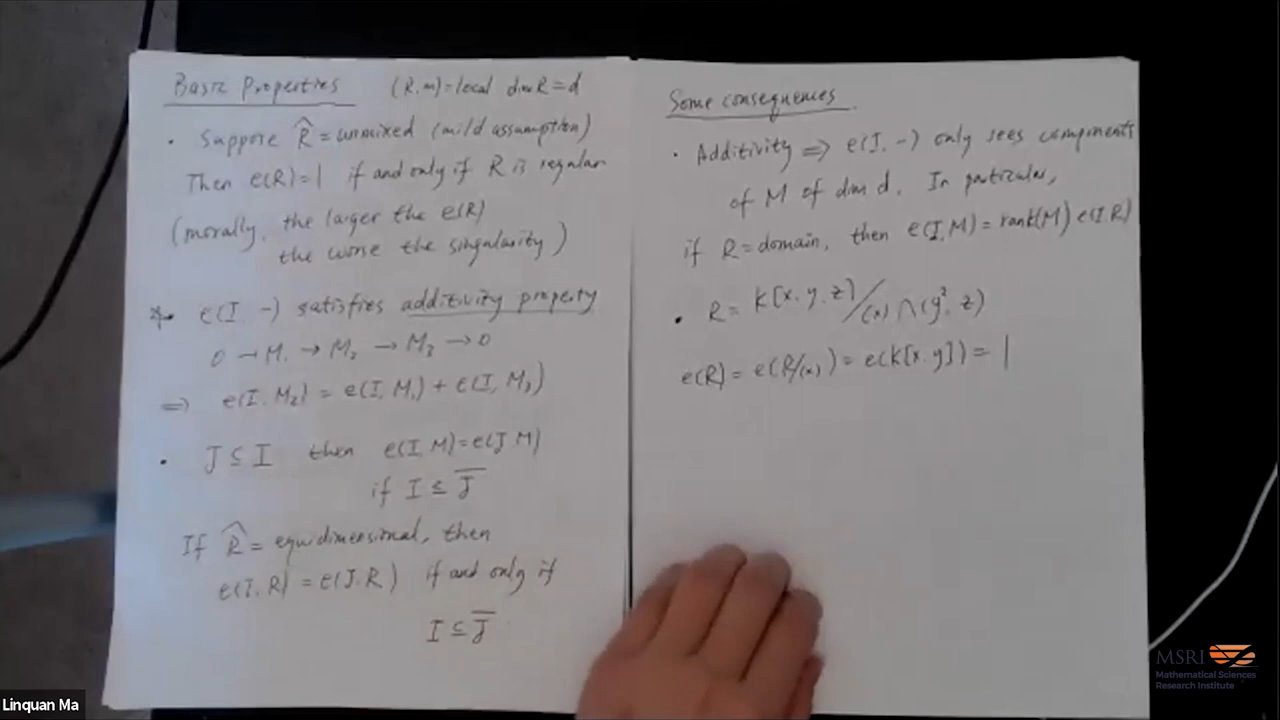 Basic Properties (R.m)=local dim R=d
· Suppose R̂ = unmixed (mild assumption)
Then e(R)=1 if and only if R is regular
(morally, the larger the e(R)
the worse the singularity)
* e(I, -) satisfies additivity property
0 → M₁ → M₂ → M₃ → 0
⇒ e(I, M₂) = e(I, M₁) + e(I, M₃)
· J ⊆ I then e(I, M) = e(J, M)
if I ⊆ J̅
If R̂ = equidimensional, then
e(I, R) = e(J, R) if and only if
I ⊆ J̅
Some consequences.
· Additivity ⇒ e(I, -) only sees components
of M of dim d. In particular,
if R = domain, then e(I, M) = rank(M) e(I, R)
· R = k[x, y, z]/(x) ∩ (y², z)
e(R) = e(R/(x)) = e(k[x, y]) = 1
MSRI
Mathematical Sciences
Research Institute
Linquan Ma